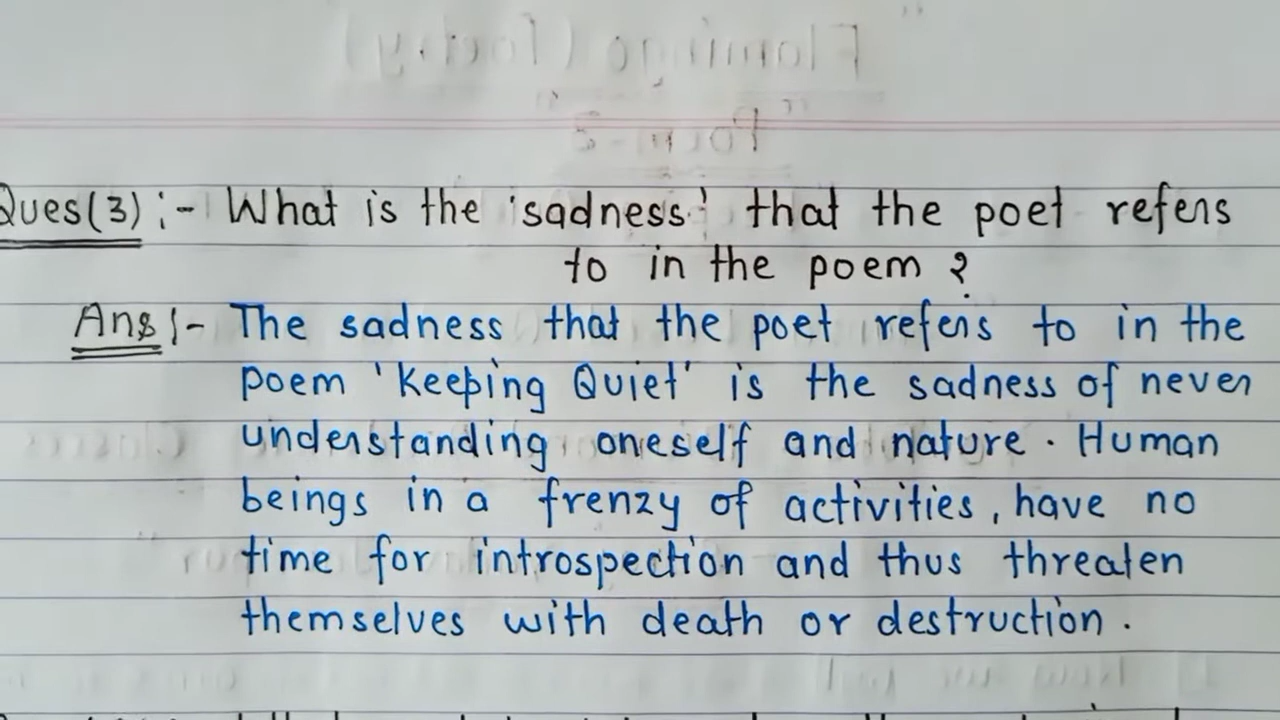 Ques(3) :- What is the 'sadness' that the poet refers
to in the poem ?
Ans :- The sadness that the poet refers to in the
poem 'Keeping Quiet' is the sadness of never
understanding oneself and nature. Human
beings in a frenzy of activities, have no
time for introspection and thus threaten
themselves with death or destruction.